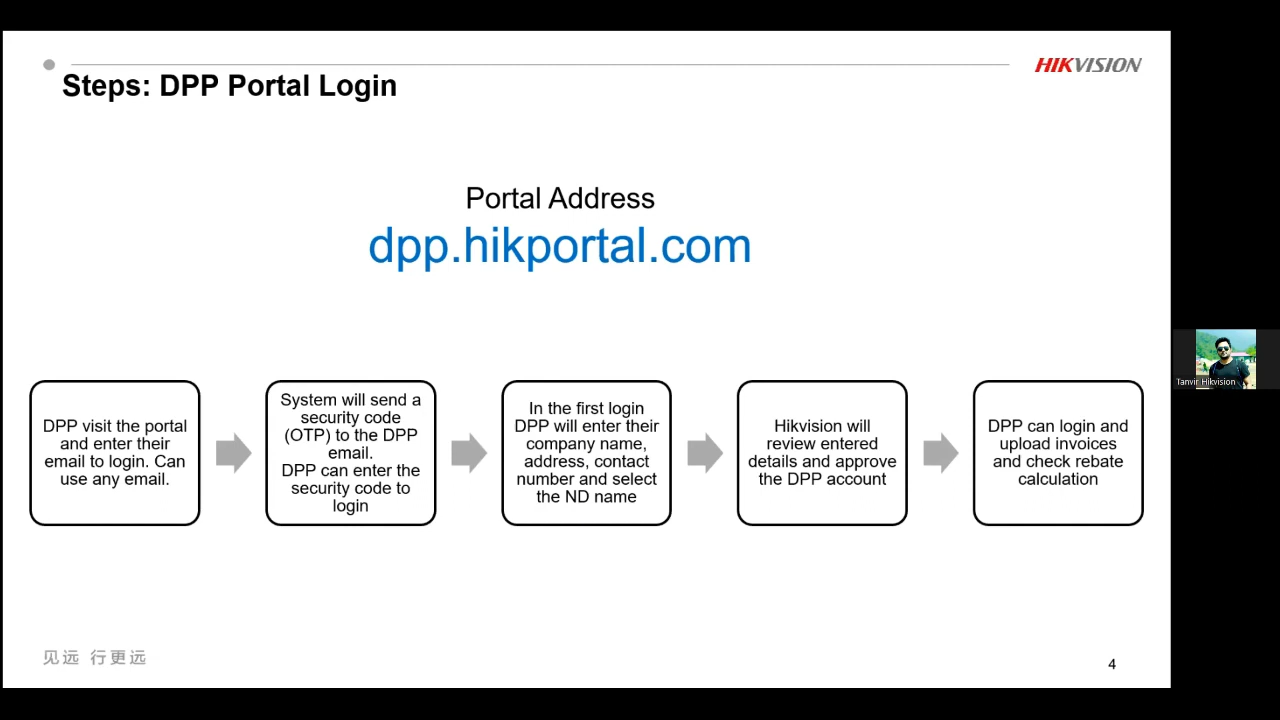 HIKVISION
Steps: DPP Portal Login
Portal Address
dpp.hikportal.com
DPP visit the portal
and enter their
email to login. Can
use any email.
System will send a
security code
(OTP) to the DPP
email.
DPP can enter the
security code to
login
In the first login
DPP will enter their
company name,
address, contact
number and select
the ND name
Hikvision will
review entered
details and approve
the DPP account
DPP can login and
upload invoices
and check rebate
calculation
Tanvir Hikvision
见远 行更远
4